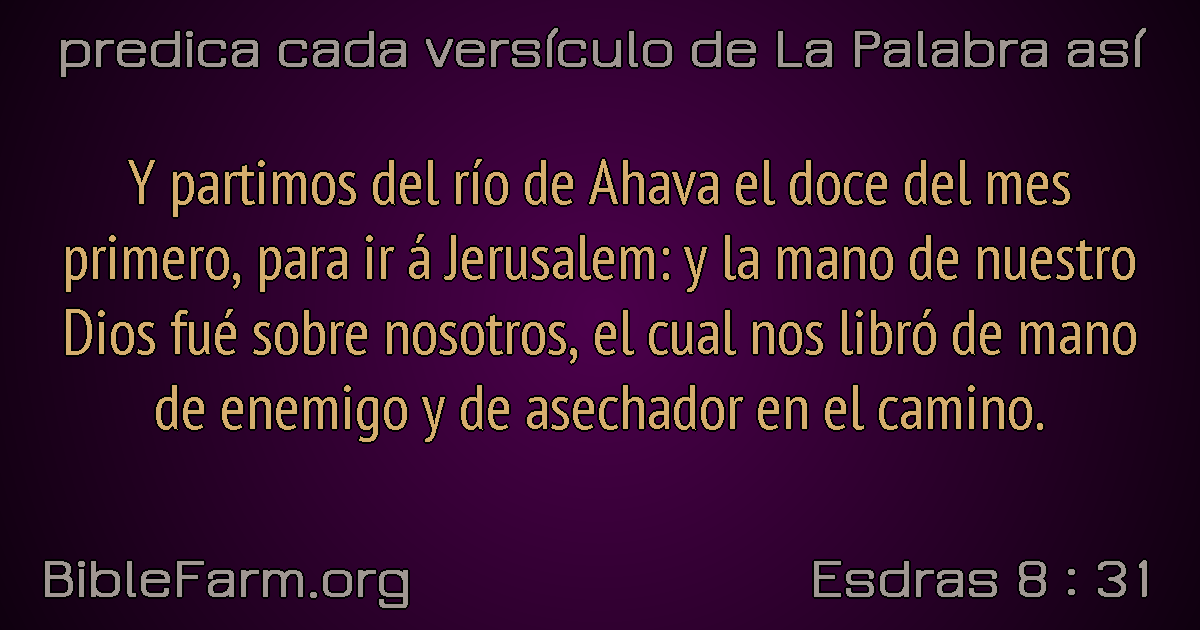 predica cada versículo de La Palabra así
Y partimos del río de Ahava el doce del mes
primero, para ir á Jerusalem: y la mano de nuestro
Dios fué sobre nosotros, el cual nos libró de mano
de enemigo y de asechador en el camino.
BibleFarm.org
Esdras 8 : 31